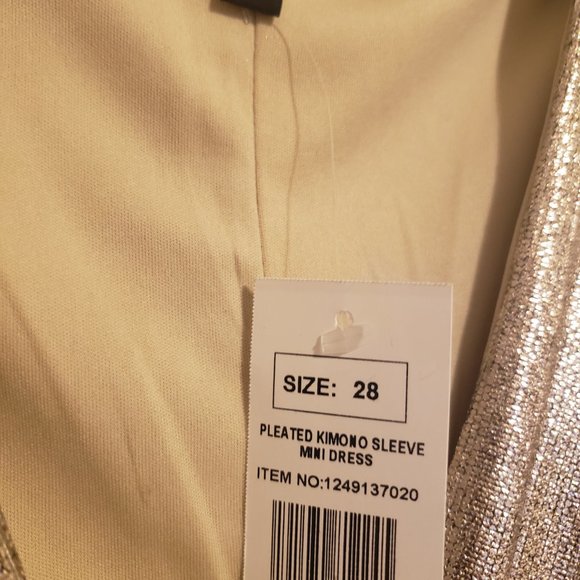 SIZE: 28
PLEATED KIMONO SLEEVE
MINI DRESS
ITEM NO:1249137020